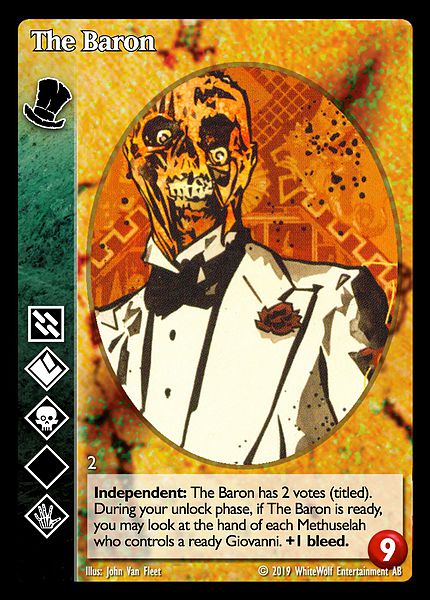 The Baron
2
Independent: The Baron has 2 votes (titled).
During your unlock phase, if The Baron is ready,
you may look at the hand of each Methuselah
who controls a ready Giovanni. +1 bleed.
9
Illus: John Van Fleet © 2019 WhiteWolf Entertainment AB